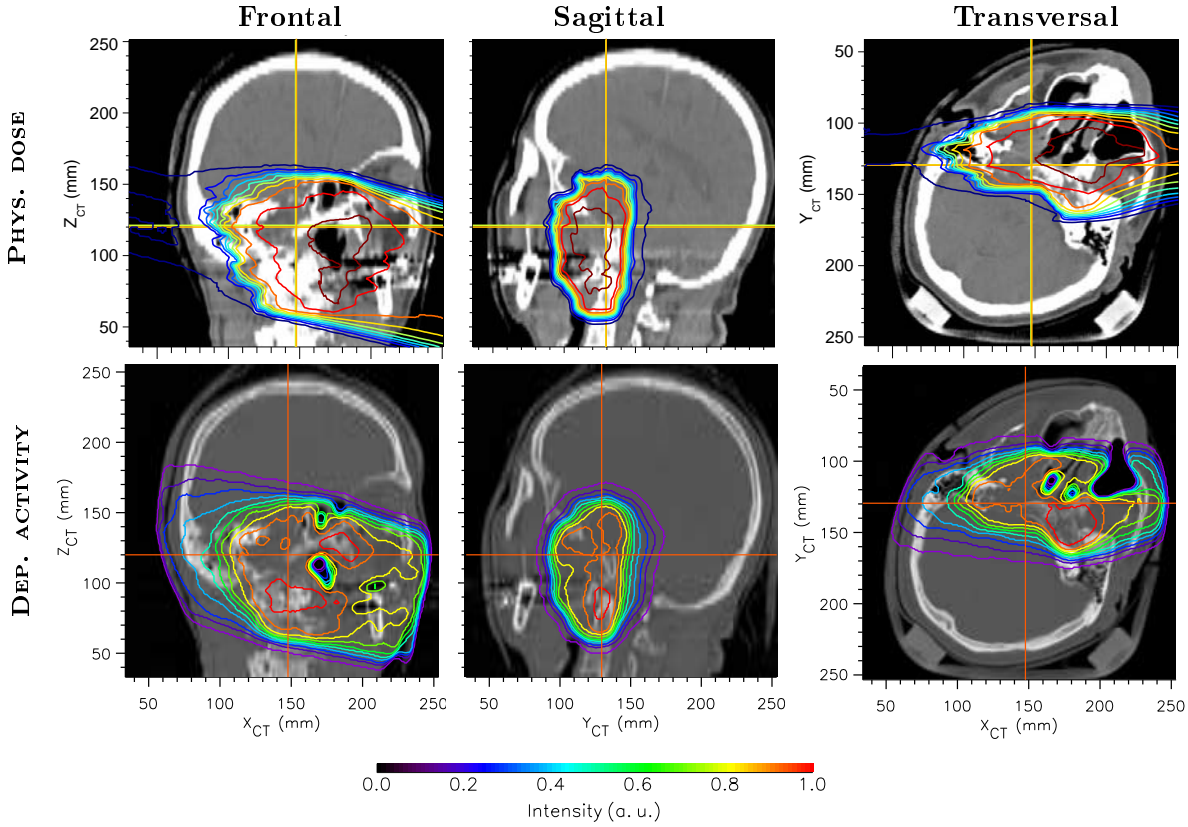 Frontal Sagittal Transversal
PHYS. DOSE
Z_CT (mm)
250
200
150
100
50
Y_CT (mm)
50
100
150
200
250
DEP. ACTIVITY
Z_CT (mm)
250
200
150
100
50
Y_CT (mm)
50
100
150
200
250
50 100 150 200 250
X_CT (mm)
50 100 150 200 250
Y_CT (mm)
50 100 150 200 250
X_CT (mm)
0.0 0.2 0.4 0.6 0.8 1.0
Intensity (a. u.)